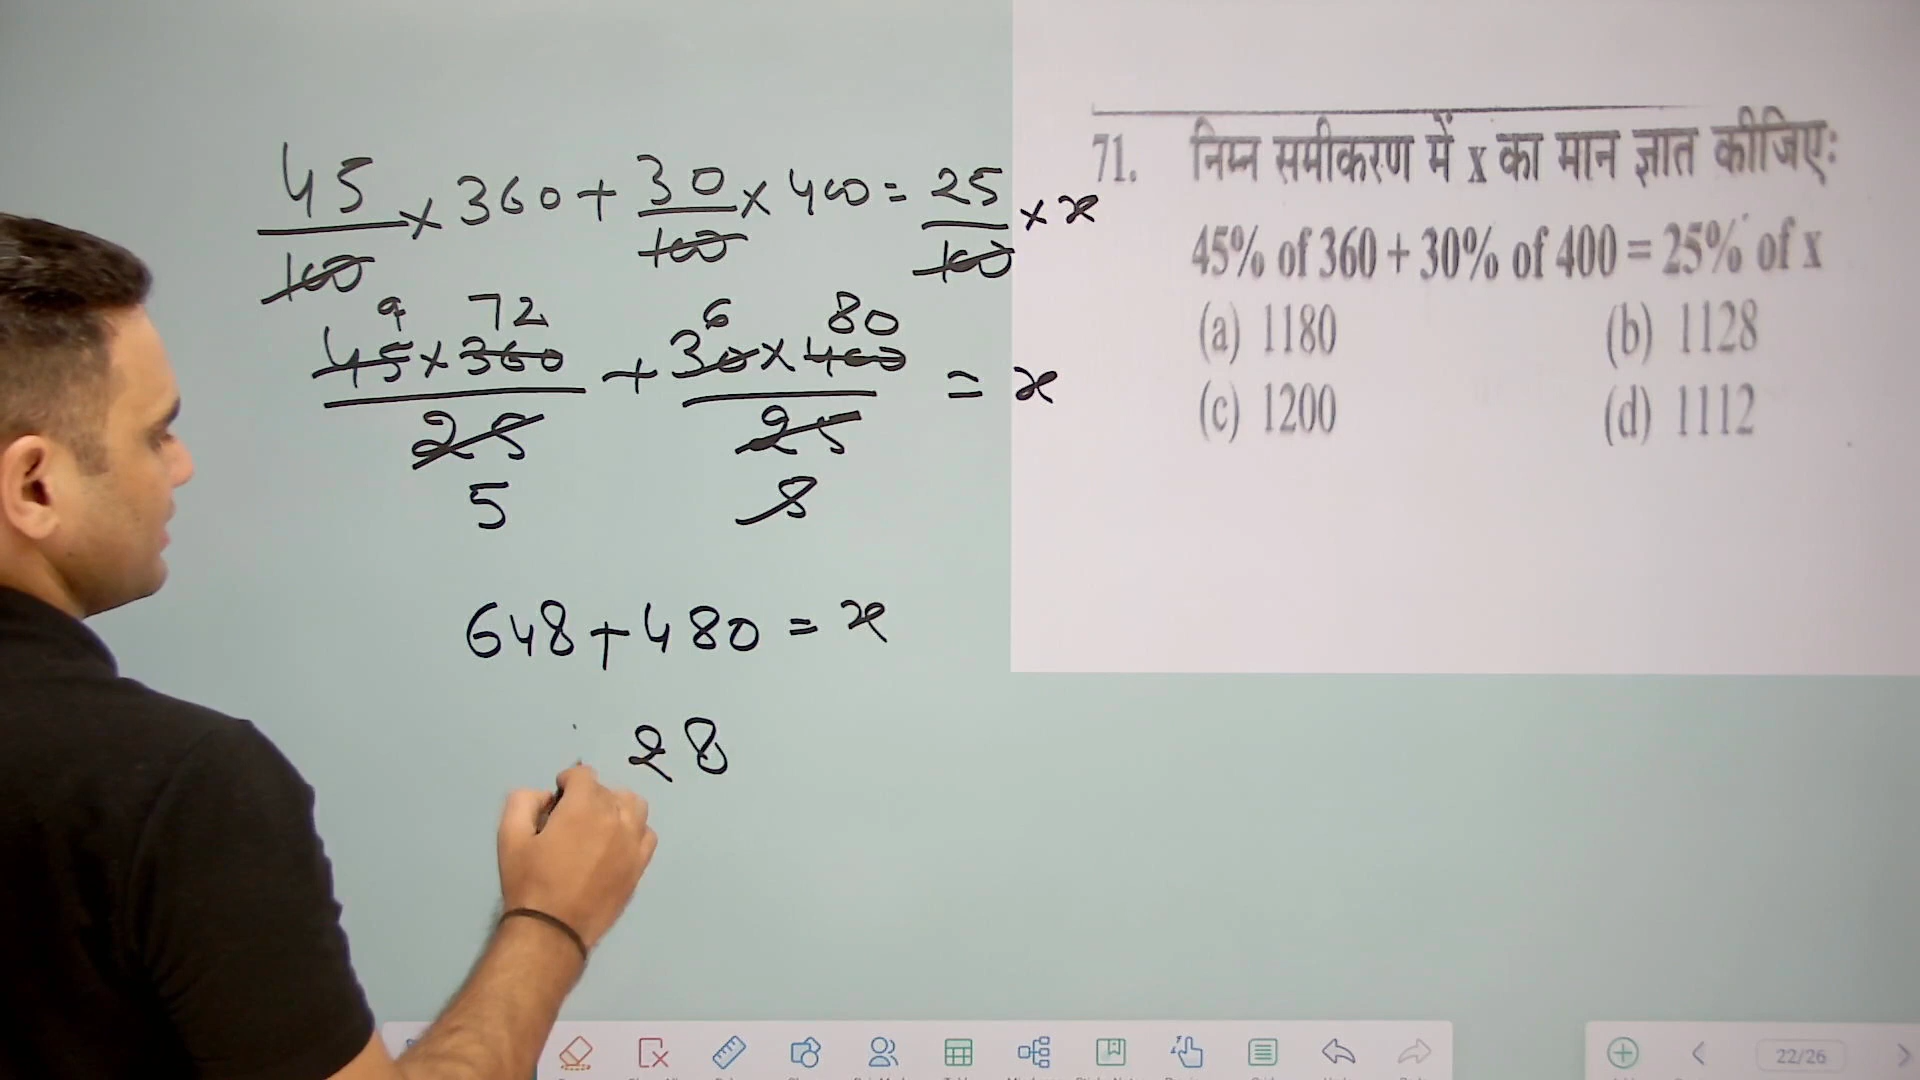 45/100 × 360 + 30/100 × 400 = 25/100 × x
9 72 6 80
45 × 360 / 25 + 30 × 400 / 25 = x
5 5
648 + 480 = x
28
71. निम्न समीकरण में x का मान ज्ञात कीजिए:
45% of 360 + 30% of 400 = 25% of x
(a) 1180 (b) 1128
(c) 1200 (d) 1112
22/26